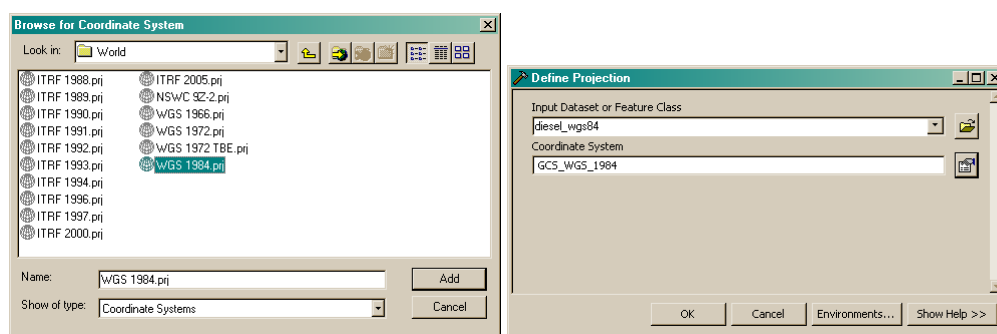 Browse for Coordinate System
Look in: World
ITRF 1988.prj
ITRF 1989.prj
ITRF 1990.prj
ITRF 1991.prj
ITRF 1992.prj
ITRF 1993.prj
ITRF 1994.prj
ITRF 1996.prj
ITRF 1997.prj
ITRF 2000.prj
ITRF 2005.prj
NSWC 9Z-2.prj
WGS 1966.prj
WGS 1972.prj
WGS 1972 TBE.prj
WGS 1984.prj
Name: WGS 1984.prj
Add
Show of type: Coordinate Systems
Cancel
Define Projection
Input Dataset or Feature Class
diesel_wgs84
Coordinate System
GCS_WGS_1984
OK Cancel Environments... Show Help >>